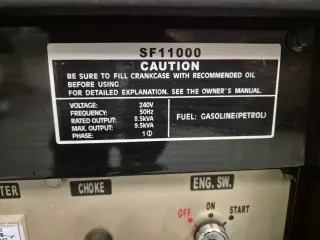 SF11000
CAUTION
BE SURE TO FILL CRANKCASE WITH RECOMMENDED OIL
BEFORE USING.
FOR DETAILED EXPLANATION. SEE THE OWNER'S MANUAL.
VOLTAGE: 240V
FREQUENCY: 50Hz
RATED OUTPUT: 8.5kVA
MAX. OUTPUT: 9.5kVA
PHASE: 1Φ
FUEL: GASOLINE(PETROL)
CHOKE
ENG. SW.
OFF
ON
START